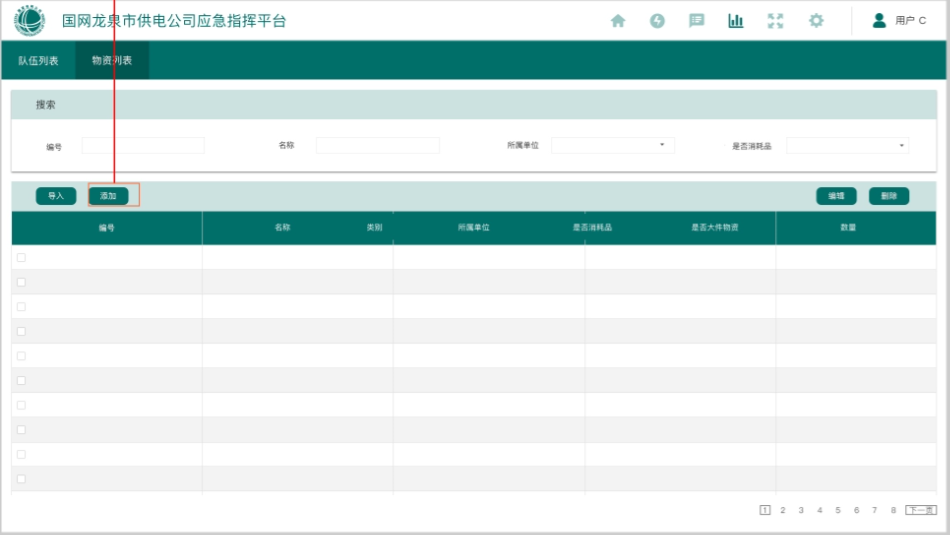 国网龙泉市供电公司应急指挥平台
用户 C
队伍列表 物资列表
搜索
编号 名称 所属单位 是否消耗品
导入 添加 编辑 删除
编号 名称 类别 所属单位 是否消耗品 是否大件物资 数量
1 2 3 4 5 6 7 8 下一页